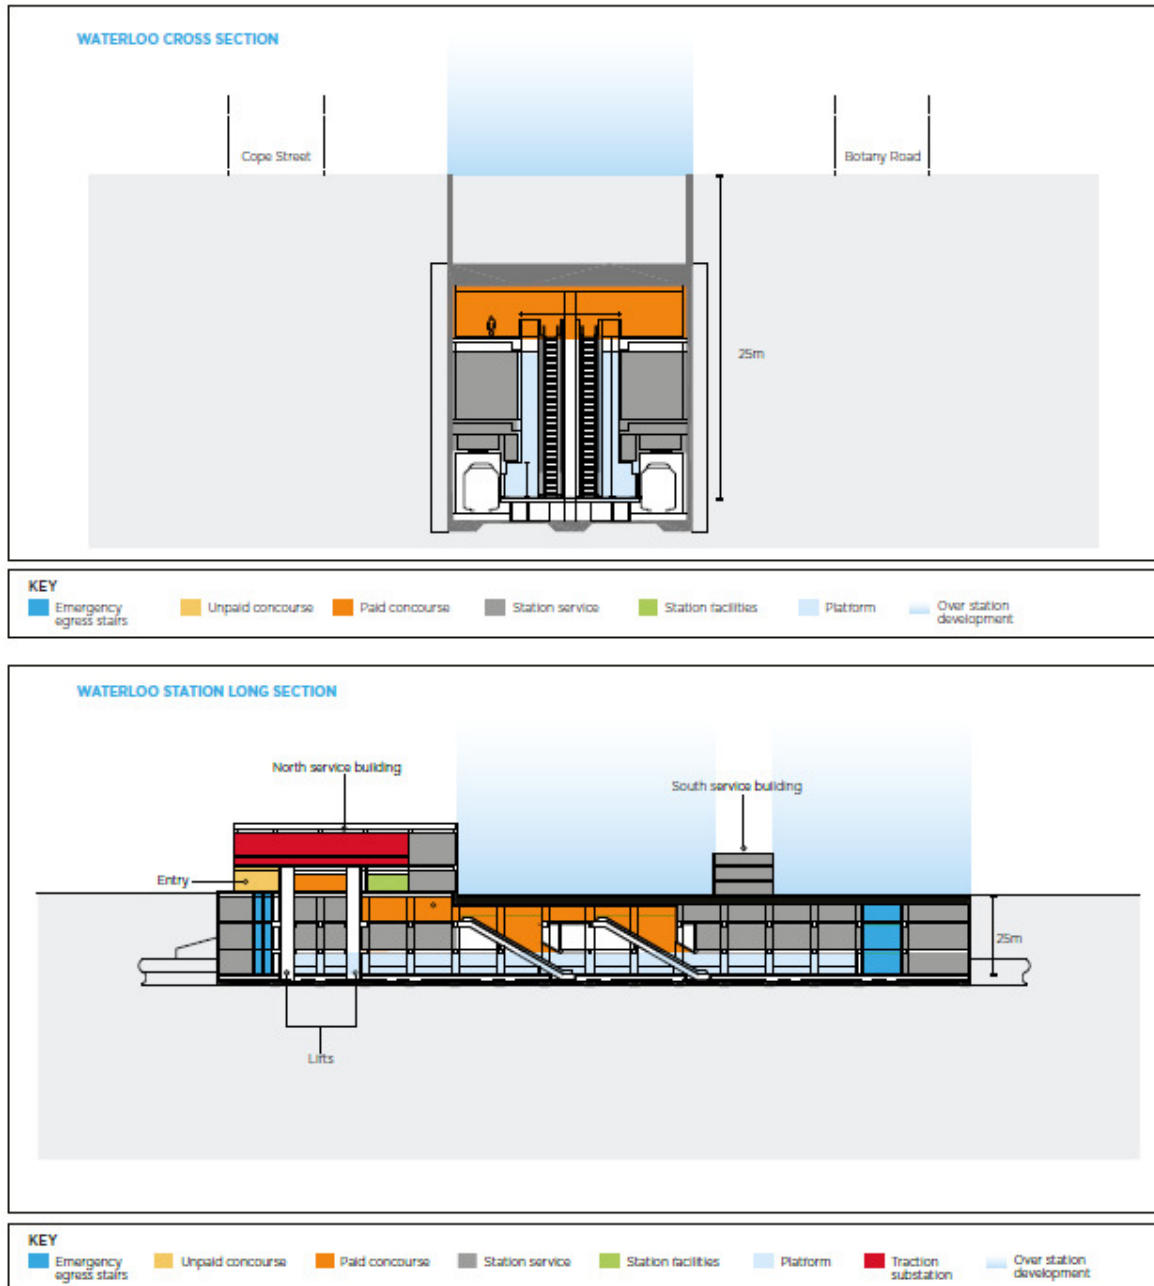 WATERLOO CROSS SECTION
Cope Street
Botany Road
25m
KEY
Emergency
egress stairs
Unpaid concourse
Paid concourse
Station service
Station facilities
Platform
Over station
development
WATERLOO STATION LONG SECTION
North service building
South service building
Entry
25m
Lifts
KEY
Emergency
egress stairs
Unpaid concourse
Paid concourse
Station service
Station facilities
Platform
Traction
substation
Over station
development